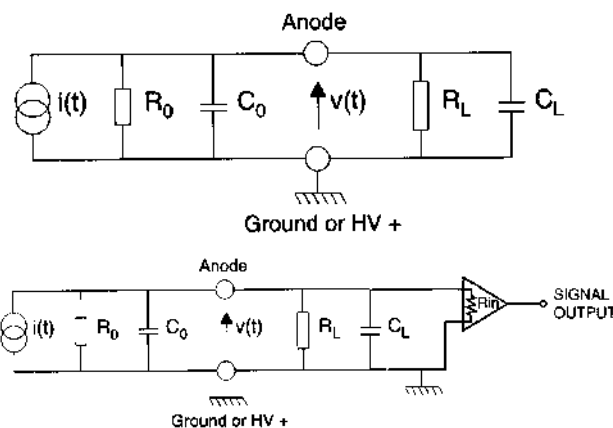 Anode
i(t) R0 C0 v(t) RL CL
Ground or HV +
Anode
i(t) R0 C0 v(t) RL CL Rin SIGNAL
OUTPUT
Ground or HV +